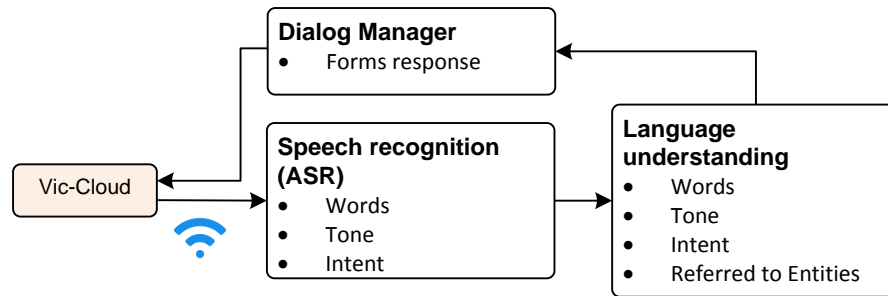 Dialog Manager
• Forms response
Speech recognition
(ASR)
• Words
• Tone
• Intent
Language
understanding
• Words
• Tone
• Intent
• Referred to Entities
Vic-Cloud